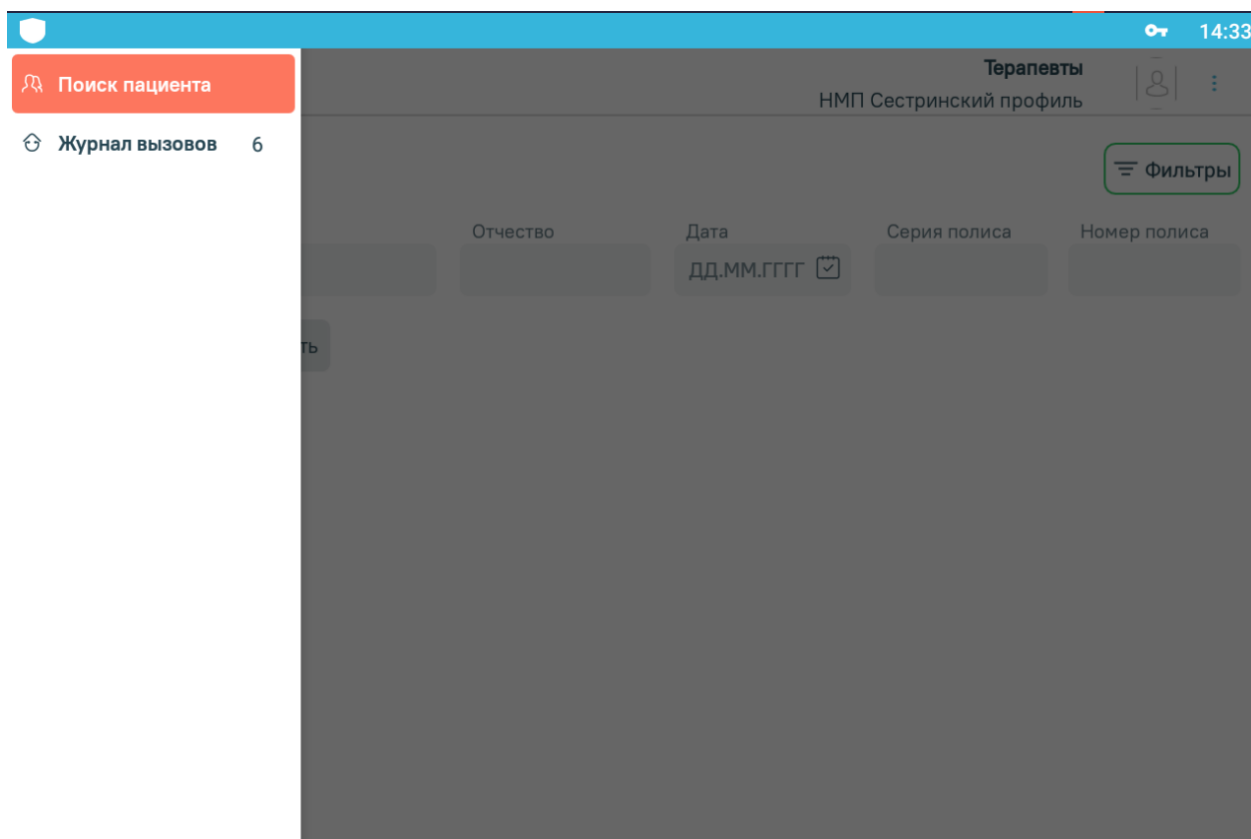 14:33
Поиск пациента
Журнал вызовов 6
Терапевты
НМП Сестринский профиль
Фильтры
Отчество Дата Серия полиса Номер полиса
ДД.ММ.ГГГГ
ть